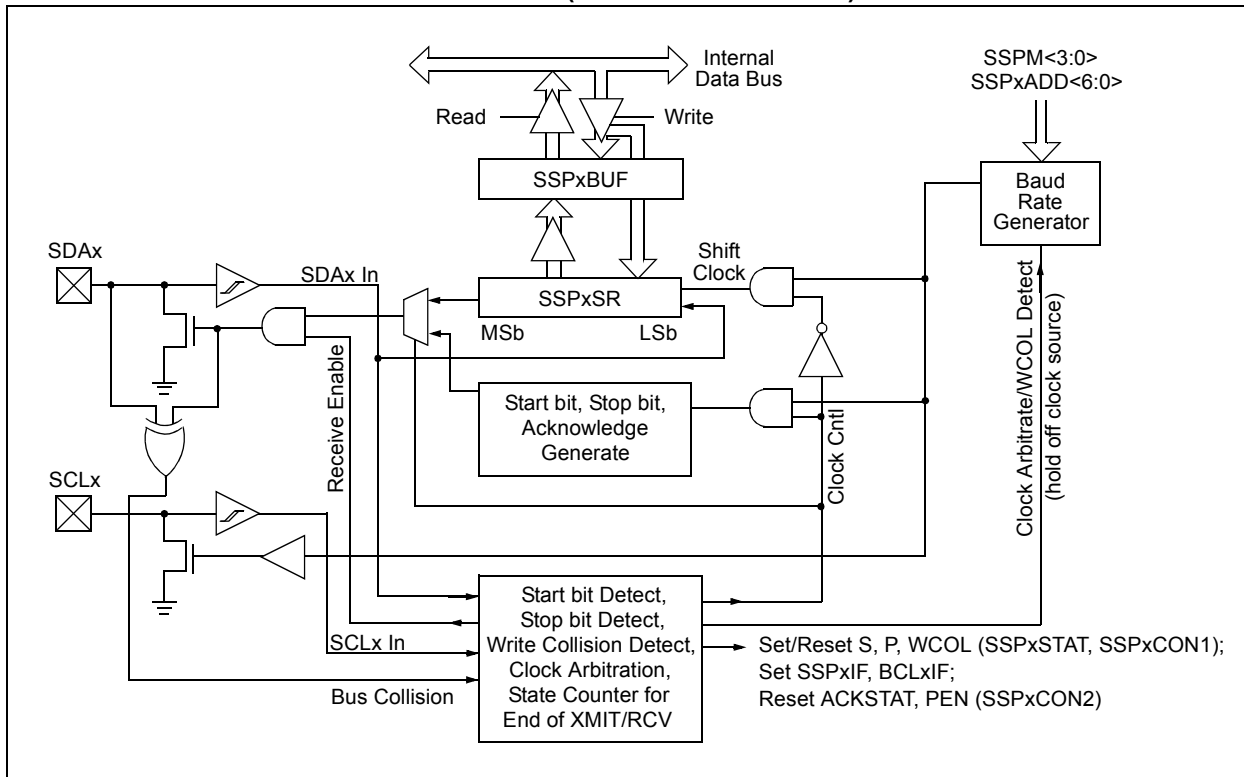 Internal
Data Bus
SSPM<3:0>
SSPxADD<6:0>
Read
Write
SSPxBUF
Baud
Rate
Generator
SDAx
SDAx In
Shift
Clock
SSPxSR
MSb
LSb
Receive Enable
Start bit, Stop bit,
Acknowledge
Generate
Clock Cntl
Clock Arbitrate/WCOL Detect
(hold off clock source)
SCLx
SCLx In
Bus Collision
Start bit Detect,
Stop bit Detect,
Write Collision Detect,
Clock Arbitration,
State Counter for
End of XMIT/RCV
Set/Reset S, P, WCOL (SSPxSTAT, SSPxCON1);
Set SSPxIF, BCLxIF;
Reset ACKSTAT, PEN (SSPxCON2)